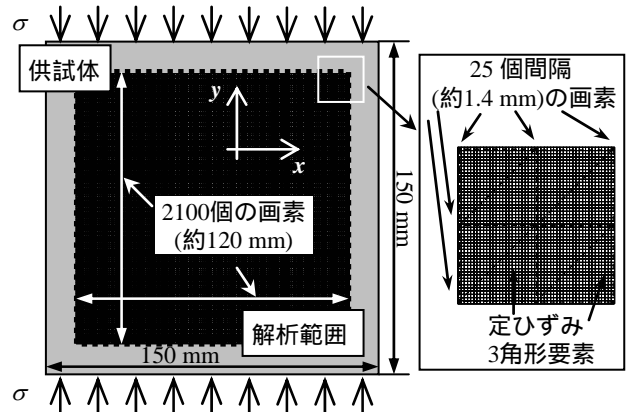 σ
供試体
y
x
2100個の画素
(約120 mm)
解析範囲
150 mm
150 mm
σ
25 個間隔
(約1.4 mm)の画素
定ひずみ
3角形要素